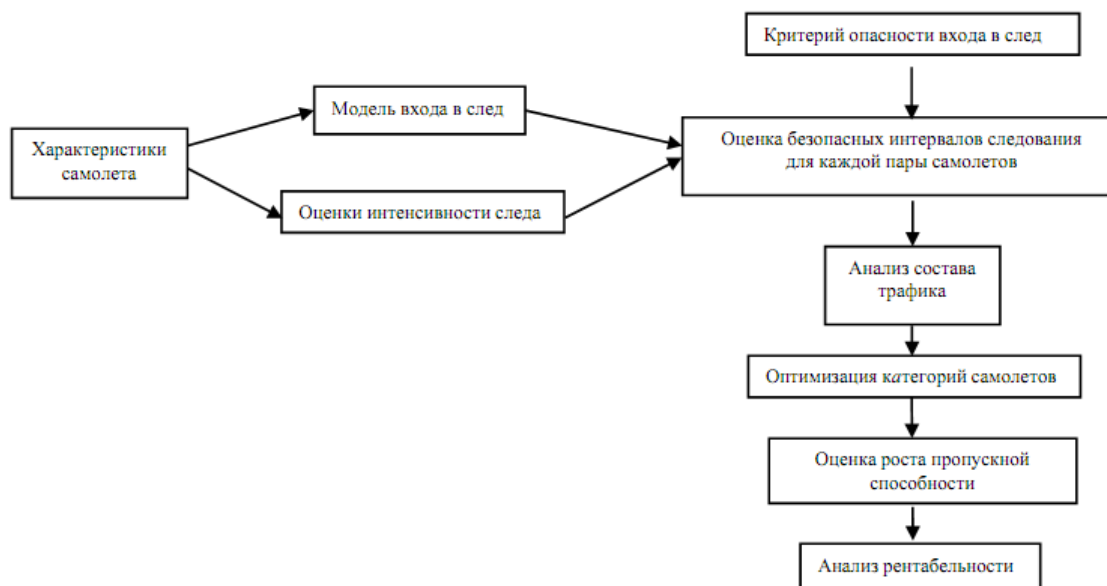 Критерий опасности входа в след
Модель входа в след
Характеристики
самолета
Оценки интенсивности следа
Оценка безопасных интервалов следования
для каждой пары самолетов
Анализ состава
трафика
Оптимизация категорий самолетов
Оценка роста пропускной
способности
Анализ рентабельности